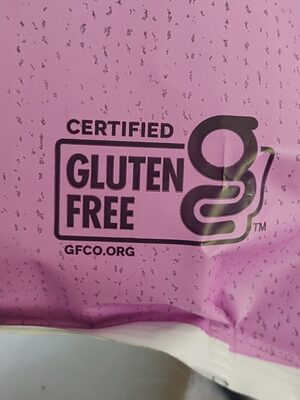 CERTIFIED
GLUTEN
FREE
g
TM
GFCO.ORG